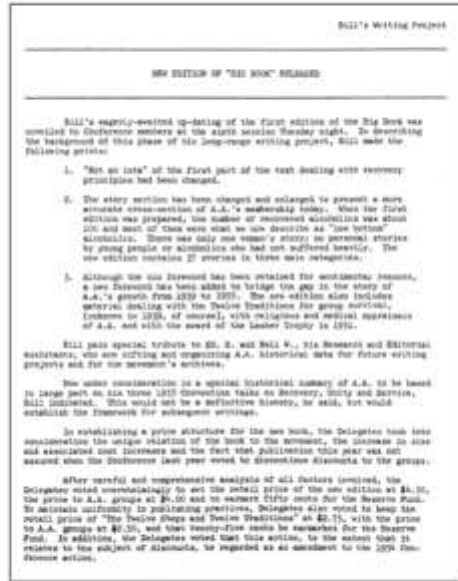 Bill's Writing Project
NEW EDITION OF "BIG BOOK" RELEASED
Bill's eagerly-awaited up-dating of the first edition of the Big Book was
unveiled to Conference members at the sixth session Tuesday night. In describing
the background of this phase of his long-range writing project, Bill made the
following points:
1. "Not an iota" of the first part of the text dealing with recovery
principles had been changed.
2. The story section has been changed and enlarged to present a more
accurate cross-section of A.A.'s membership today. When the first
edition was prepared, the number of recovered alcoholics was about
100 and most of them were what we now describe as "low bottom"
alcoholics. There was only one woman's story; no personal stories
by young people or alcoholics who had not suffered heavily. The
new edition contains 37 stories in three main categories.
3. Although the old foreword has been retained for sentimental reasons,
a new foreword has been added to bridge the gap in the story of
A.A.'s growth from 1939 to 1955. The new edition also includes
material dealing with the Twelve Traditions for group survival,
(unknown in 1939, of course), with religious and medical appraisals
of A.A. and with the award of the Lasker Trophy in 1951.
Bill paid special tribute to Ed. B. and Nell W., his Research and Editorial
assistants, who are sifting and organizing A.A. historical data for future writing
projects and for the movement's archives.
Now under consideration is a special historical summary of A.A. to be based
in large part on his three 1955 Convention talks on Recovery, Unity and Service,
Bill indicated. This would not be a definitive history, he said, but would
establish the framework for subsequent writings.
In establishing a price structure for the new book, the Delegates took into
consideration the unique relation of the book to the movement, the increase in size
and associated cost increases and the fact that publication this year was not
assured when the Conference last year voted to discontinue discounts to the groups.
After careful and comprehensive analysis of all factors involved, the
Delegates voted overwhelmingly to set the retail price of the new edition at $4.50,
the price to A.A. groups at $4.00 and to earmark fifty cents for the Reserve Fund.
To maintain uniformity in publishing practices, Delegates also voted to keep the
retail price of "The Twelve Steps and Twelve Traditions" at $2.75, with the price
to A.A. groups at $2.50, and that twenty-five cents be earmarked for the Reserve
Fund. In addition, the Delegates voted that this action, to the extent that it
relates to the subject of discounts, be regarded as an amendment to the 1954 Con-
ference action.